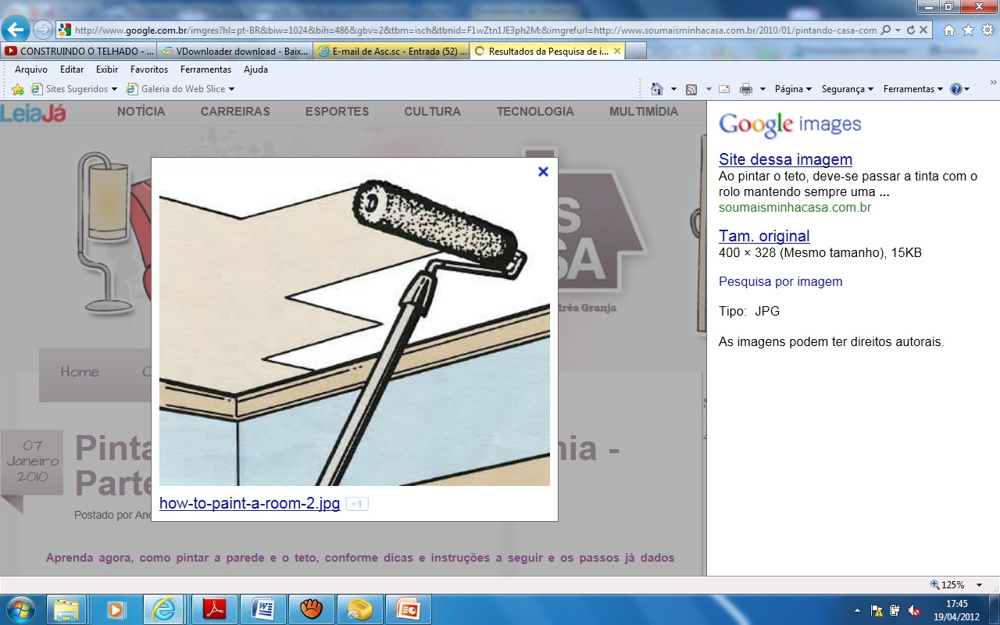 http://www.google.com.br/imgres?hl=pt-BR&biw=1024&bih=486&gbv=2&tbm=isch&tbnid=F1wZtn1JE3ph2M:&imgrefurl=http://www.soumaisminhacasa.com.br/2010/01/pintando-casa-com
CONSTRUINDO O TELHADO - ... VDownloader download - Baix... E-mail de Asc.sc - Entrada (52) ... Resultados da Pesquisa de i...
Arquivo Editar Exibir Favoritos Ferramentas Ajuda
Sites Sugeridos Galeria do Web Slice Página Segurança Ferramentas
LeiaJá NOTÍCIA CARREIRAS ESPORTES CULTURA TECNOLOGIA MULTIMÍDIA
Google images
Site dessa imagem
Ao pintar o teto, deve-se passar a tinta com o
rolo mantendo sempre uma ...
soumaisminhacasa.com.br
Tam. original
400 × 328 (Mesmo tamanho), 15KB
Pesquisa por imagem
Tipo: JPG
As imagens podem ter direitos autorais.
Granja
Home
07
Janeiro
2010
Postado por
how-to-paint-a-room-2.jpg +1
Aprenda agora, como pintar a parede e o teto, conforme dicas e instruções a seguir e os passos já dados
125%
17:45
19/04/2012